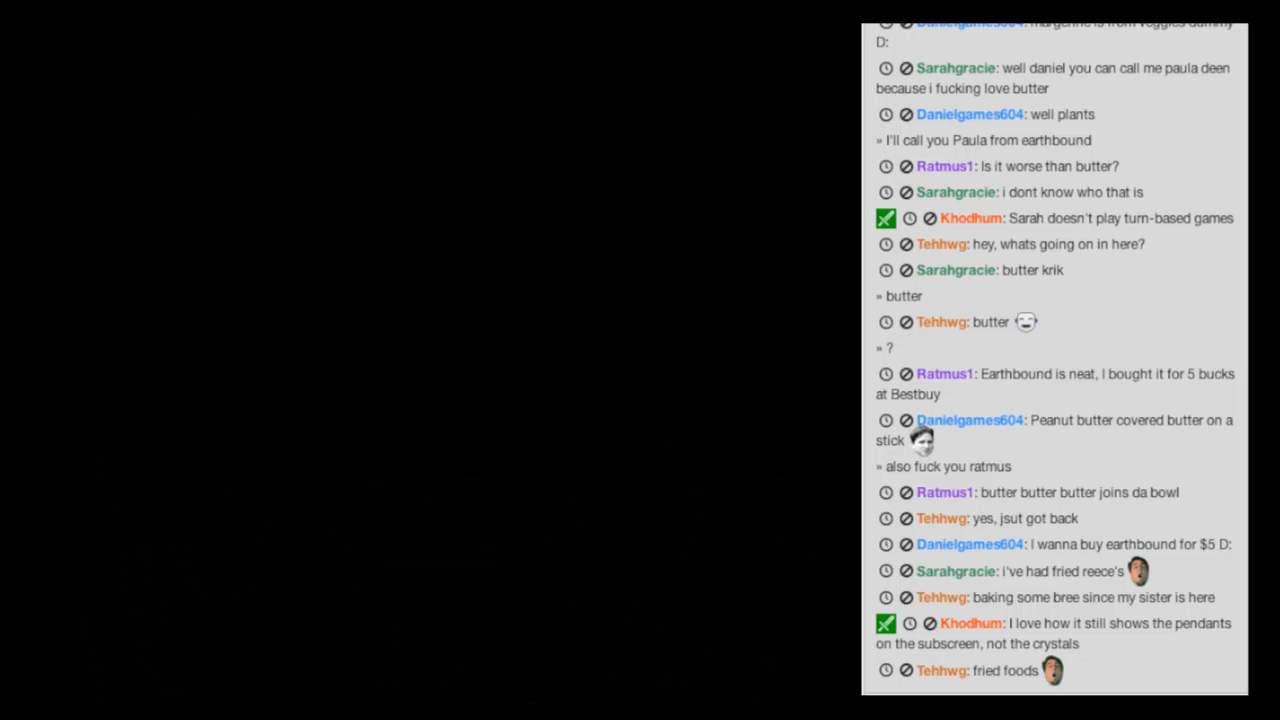 Danielgames604: margerine is from veggies dummy
D:
Sarahgracie: well daniel you can call me paula deen
because i fucking love butter
Danielgames604: well plants
» I'll call you Paula from earthbound
Ratmus1: Is it worse than butter?
Sarahgracie: i dont know who that is
Khodhum: Sarah doesn't play turn-based games
Tehhwg: hey, whats going on in here?
Sarahgracie: butter krik
» butter
Tehhwg: butter
» ?
Ratmus1: Earthbound is neat, I bought it for 5 bucks
at Bestbuy
Danielgames604: Peanut butter covered butter on a
stick
» also fuck you ratmus
Ratmus1: butter butter butter joins da bowl
Tehhwg: yes, jsut got back
Danielgames604: I wanna buy earthbound for $5 D:
Sarahgracie: i've had fried reece's
Tehhwg: baking some bree since my sister is here
Khodhum: I love how it still shows the pendants
on the subscreen, not the crystals
Tehhwg: fried foods